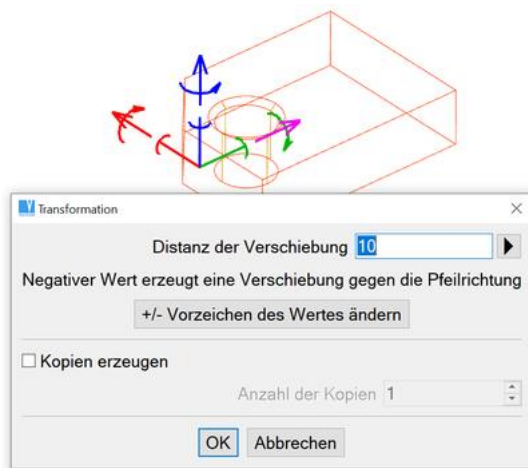 Transformation
Distanz der Verschiebung 10
Negativer Wert erzeugt eine Verschiebung gegen die Pfeilrichtung
+/- Vorzeichen des Wertes ändern
Kopien erzeugen
Anzahl der Kopien 1
OK Abbrechen